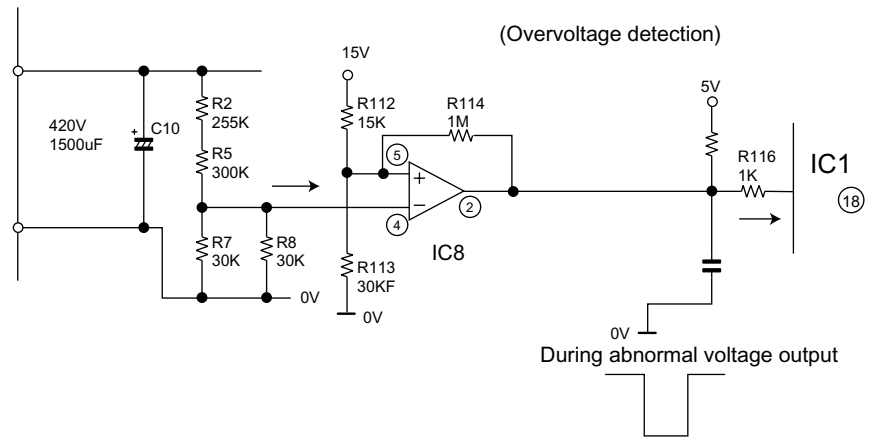 (Overvoltage detection)
15V
5V
R2
255K
R112
15K
R114
1M
420V
1500uF
+
C10
R5
300K
5
R116
1K
IC1
18
+
−
4
2
IC8
R7
30K
R8
30K
R113
30KF
0V
0V
0V
During abnormal voltage output